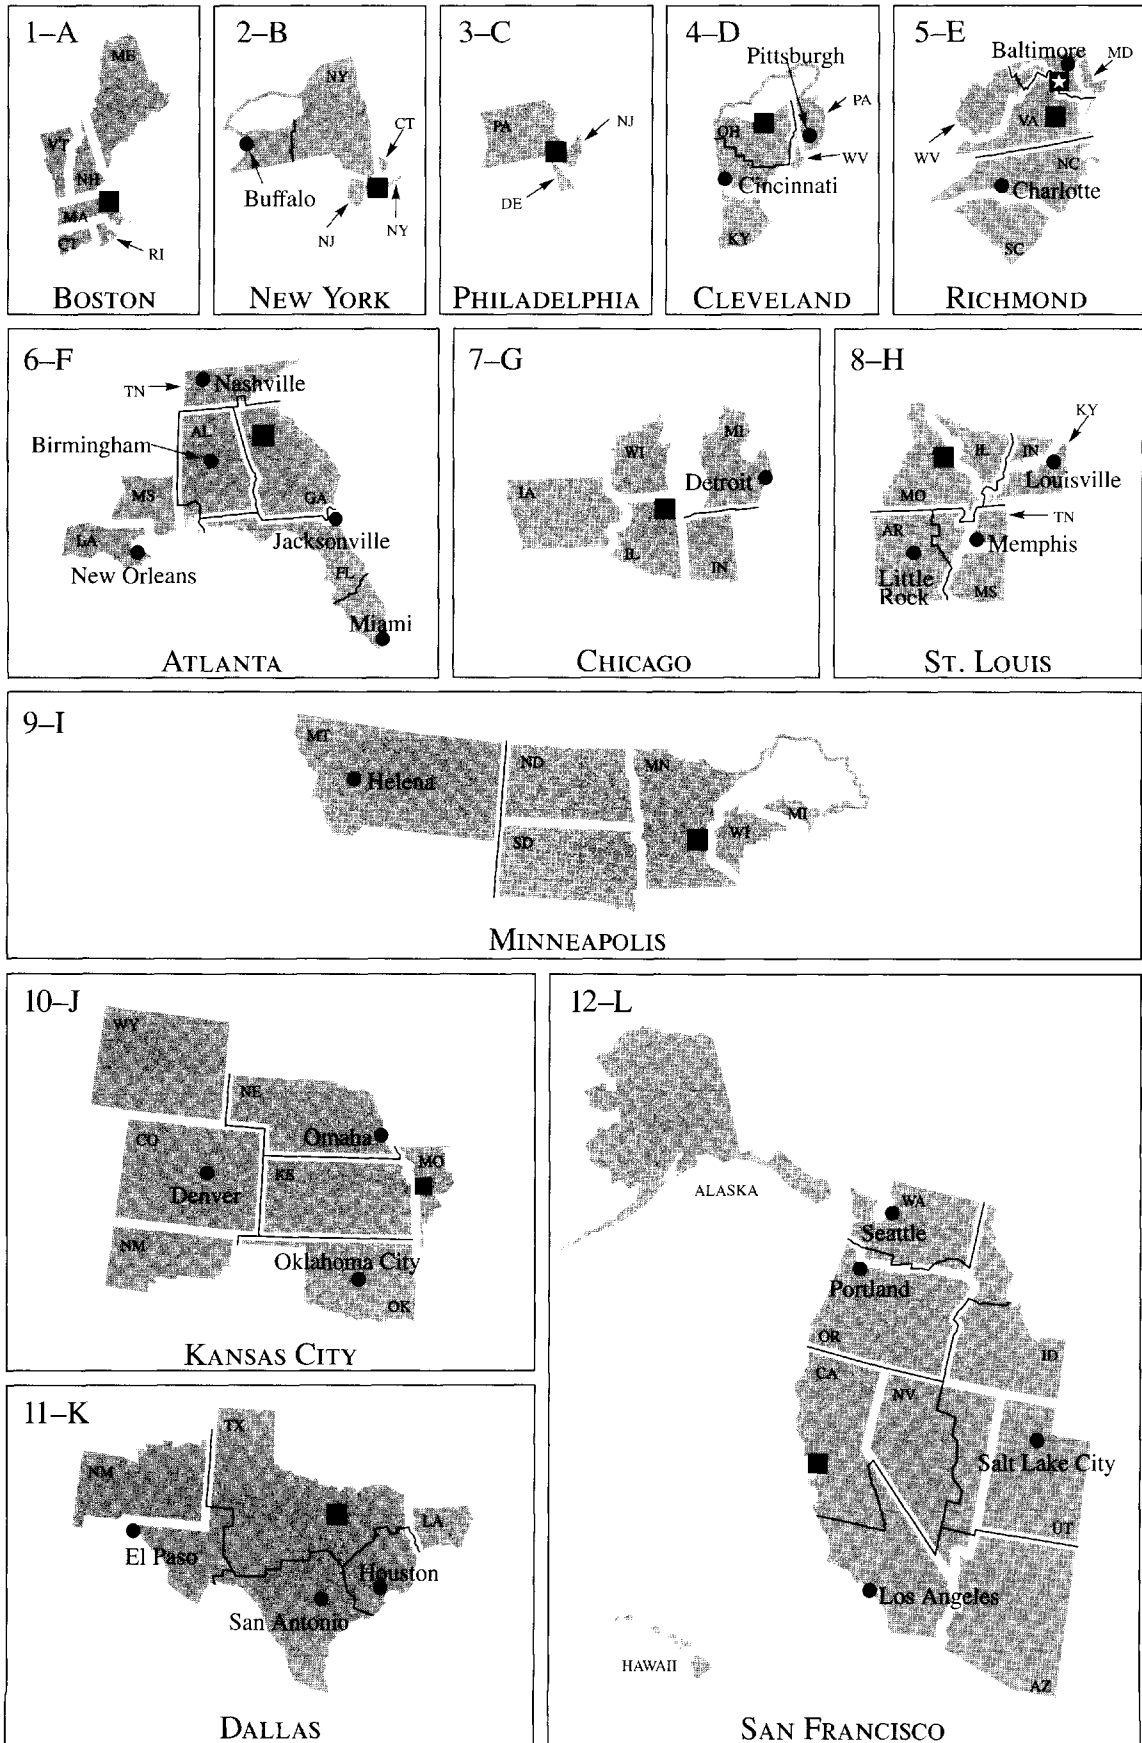 1–A
ME
VT
NH
MA
CT
RI
BOSTON
2–B
NY
CT
Buffalo
NJ
NY
NEW YORK
3–C
PA
NJ
DE
PHILADELPHIA
4–D
Pittsburgh
PA
OH
WV
Cincinnati
KY
CLEVELAND
5–E
Baltimore
MD
VA
WV
NC
Charlotte
SC
RICHMOND
6–F
TN
Nashville
AL
Birmingham
MS
GA
LA
Jacksonville
New Orleans
FL
Miami
ATLANTA
7–G
WI
MI
Detroit
IA
IL
IN
CHICAGO
8–H
KY
IL
IN
Louisville
MO
TN
AR
Memphis
Little
Rock
MS
ST. LOUIS
9–I
MT
ND
MN
Helena
MI
WI
SD
MINNEAPOLIS
10–J
WY
NE
Omaha
CO
MO
KS
Denver
NM
Oklahoma City
OK
KANSAS CITY
11–K
TX
NM
LA
El Paso
Houston
San Antonio
DALLAS
12–L
ALASKA
WA
Seattle
Portland
OR
ID
CA
NV
Salt Lake City
UT
Los Angeles
HAWAII
AZ
SAN FRANCISCO